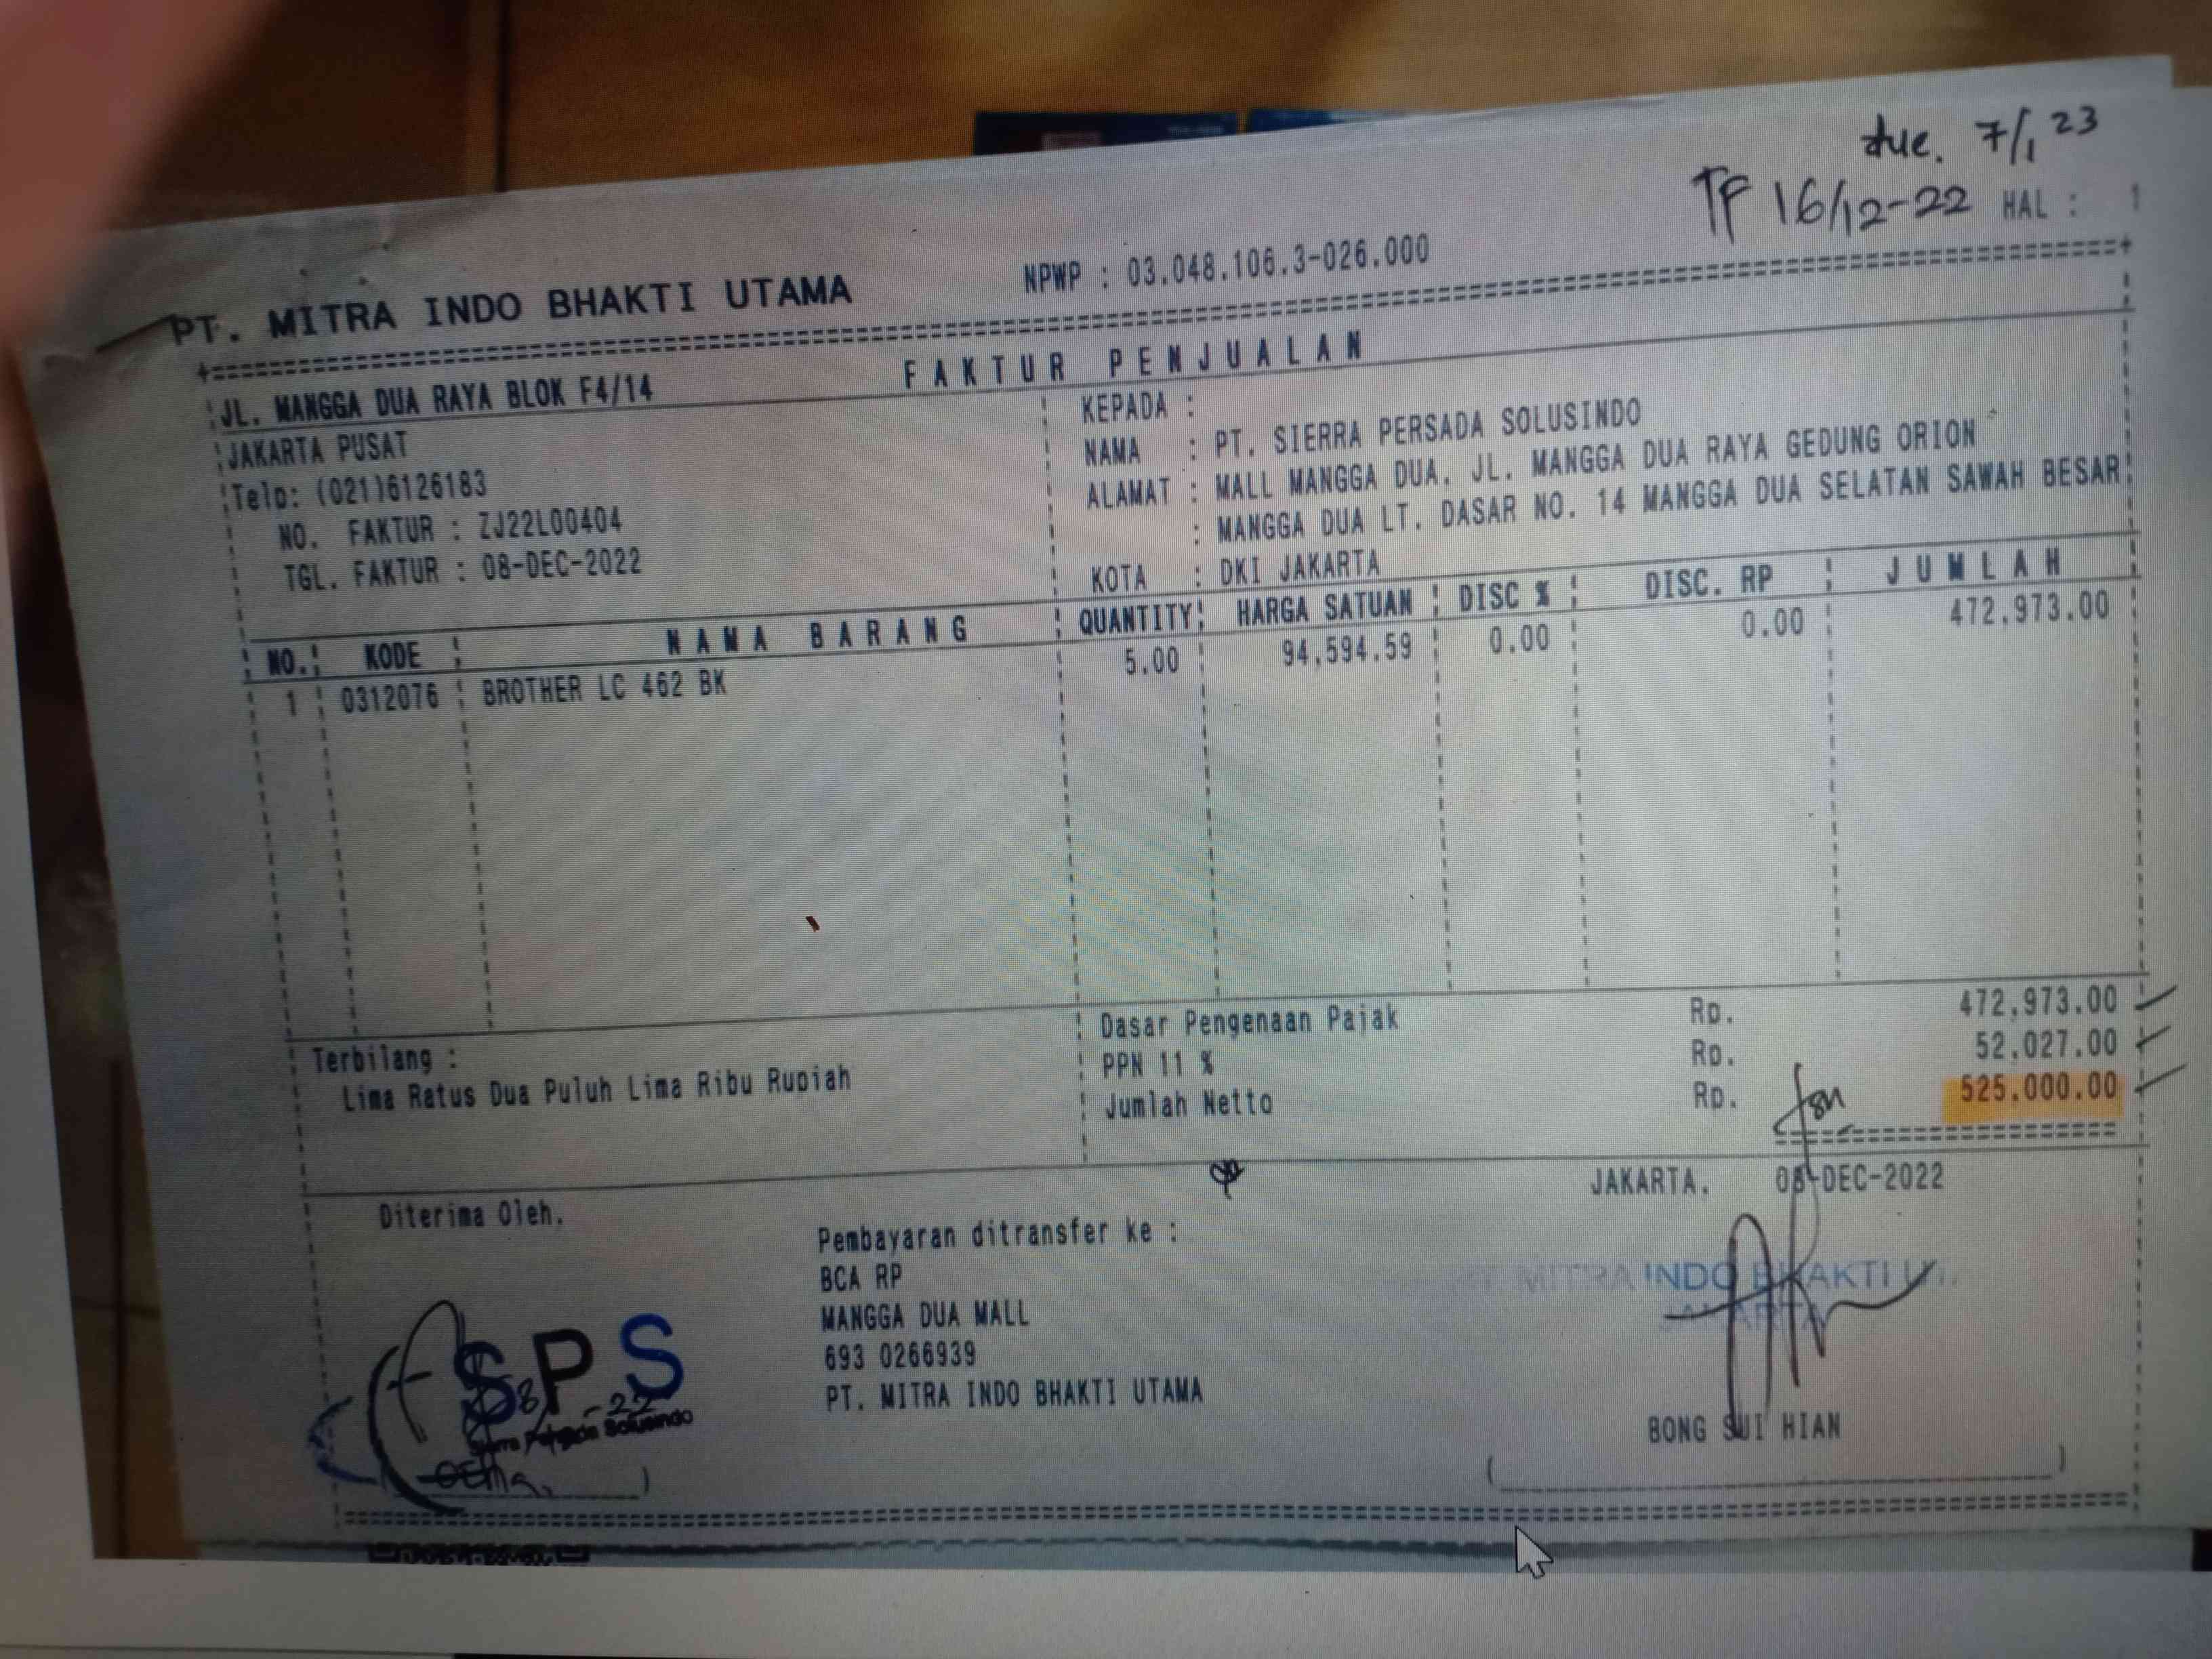 due. 7/1 23
TF 16/12-22 HAL : 1
PT. MITRA INDO BHAKTI UTAMA NPWP : 03.048.106.3-026.000
FAKTUR PENJUALAN
JL. MANGGA DUA RAYA BLOK F4/14
JAKARTA PUSAT
Telp: (021)6126183
NO. FAKTUR : ZJ22L00404
TGL. FAKTUR : 08-DEC-2022
KEPADA :
NAMA : PT. SIERRA PERSADA SOLUSINDO
ALAMAT : MALL MANGGA DUA, JL. MANGGA DUA RAYA GEDUNG ORION
: MANGGA DUA LT. DASAR NO. 14 MANGGA DUA SELATAN SAWAH BESAR
KOTA : DKI JAKARTA
NO. KODE NAMA BARANG QUANTITY HARGA SATUAN DISC % DISC. RP JUMLAH
1 0312076 BROTHER LC 462 BK 5.00 94,594.59 0.00 0.00 472,973.00
Terbilang :
Lima Ratus Dua Puluh Lima Ribu Rupiah
Dasar Pengenaan Pajak Rp. 472,973.00
PPN 11 % Rp. 52,027.00
Jumlah Netto Rp. 525,000.00
JAKARTA, 08-DEC-2022
Diterima Oleh,
Pembayaran ditransfer ke :
BCA RP
MANGGA DUA MALL
693 0266939
PT. MITRA INDO BHAKTI UTAMA
SPS
Sierra Solusindo
MITRA INDO BHAKTI
JAKARTA
BONG SUI HIAN